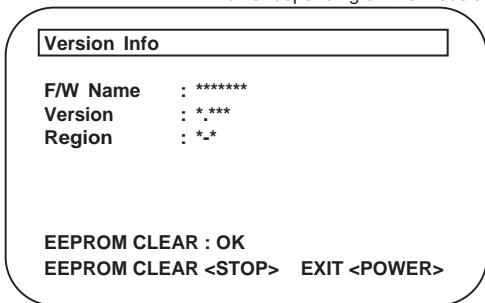 Version Info
F/W Name : *******
Version : *.***
Region : *-*
EEPROM CLEAR : OK
EEPROM CLEAR <STOP> EXIT <POWER>